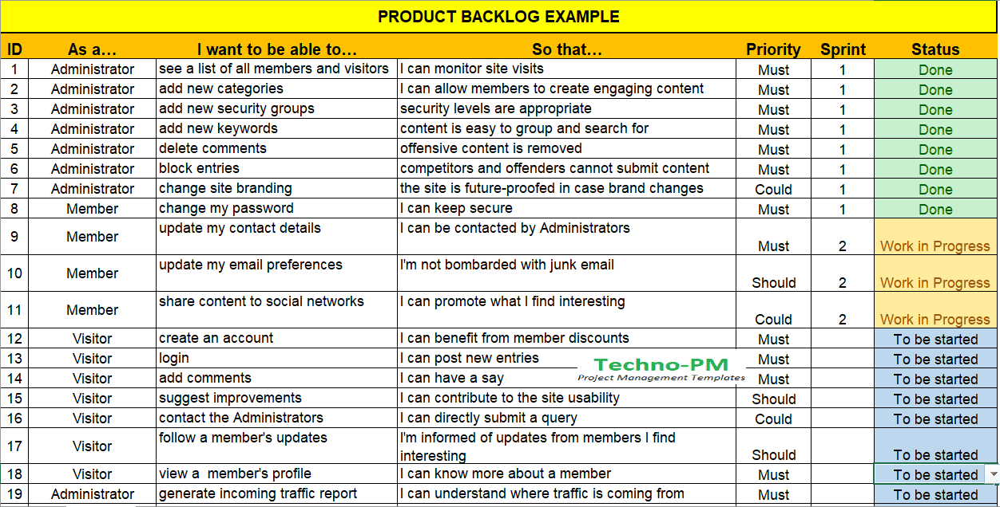 PRODUCT BACKLOG EXAMPLE
ID As a… I want to be able to… So that… Priority Sprint Status
1 Administrator see a list of all members and visitors I can monitor site visits Must 1 Done
2 Administrator add new categories I can allow members to create engaging content Must 1 Done
3 Administrator add new security groups security levels are appropriate Must 1 Done
4 Administrator add new keywords content is easy to group and search for Must 1 Done
5 Administrator delete comments offensive content is removed Must 1 Done
6 Administrator block entries competitors and offenders cannot submit content Must 1 Done
7 Administrator change site branding the site is future-proofed in case brand changes Could 1 Done
8 Member change my password I can keep secure Must 1 Done
9 Member update my contact details I can be contacted by Administrators Must 2 Work in Progress
10 Member update my email preferences I'm not bombarded with junk email Should 2 Work in Progress
11 Member share content to social networks I can promote what I find interesting Could 2 Work in Progress
12 Visitor create an account I can benefit from member discounts Must To be started
13 Visitor login I can post new entries Must To be started
Techno-PM
Project Management Templates
14 Visitor add comments I can have a say Must To be started
15 Visitor suggest improvements I can contribute to the site usability Should To be started
16 Visitor contact the Administrators I can directly submit a query Could To be started
17 Visitor follow a member's updates I'm informed of updates from members I find
interesting Should To be started
18 Visitor view a  member's profile I can know more about a member Must To be started
19 Administrator generate incoming traffic report I can understand where traffic is coming from Must To be started